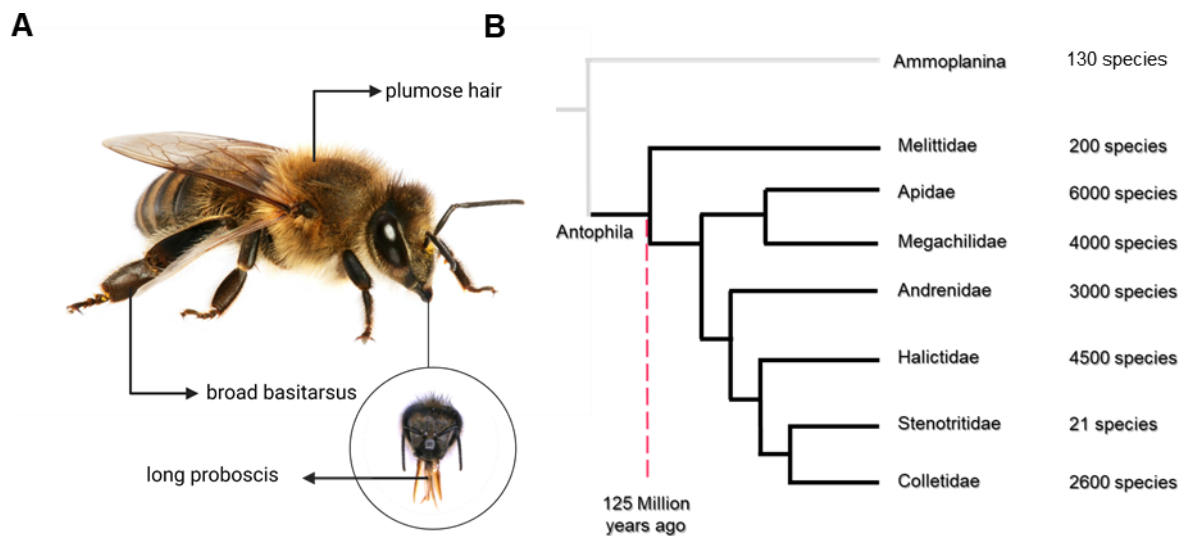 A
B
plumose hair
broad basitarsus
long proboscis
Ammoplanina 130 species
Melittidae 200 species
Apidae 6000 species
Antophila
Megachilidae 4000 species
Andrenidae 3000 species
Halictidae 4500 species
Stenotritidae 21 species
Colletidae 2600 species
125 Million
years ago